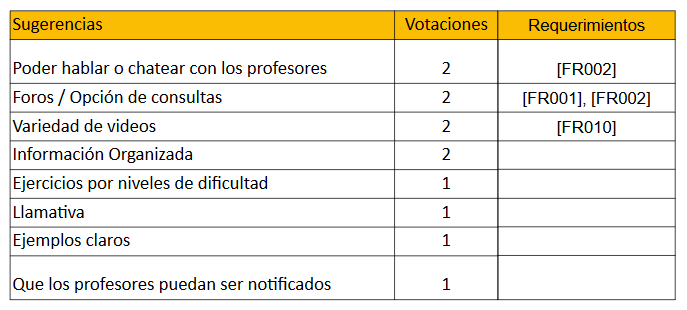 Sugerencias Votaciones Requerimientos
Poder hablar o chatear con los profesores 2 [FR002]
Foros / Opción de consultas 2 [FR001], [FR002]
Variedad de videos 2 [FR010]
Información Organizada 2
Ejercicios por niveles de dificultad 1
Llamativa 1
Ejemplos claros 1
Que los profesores puedan ser notificados 1